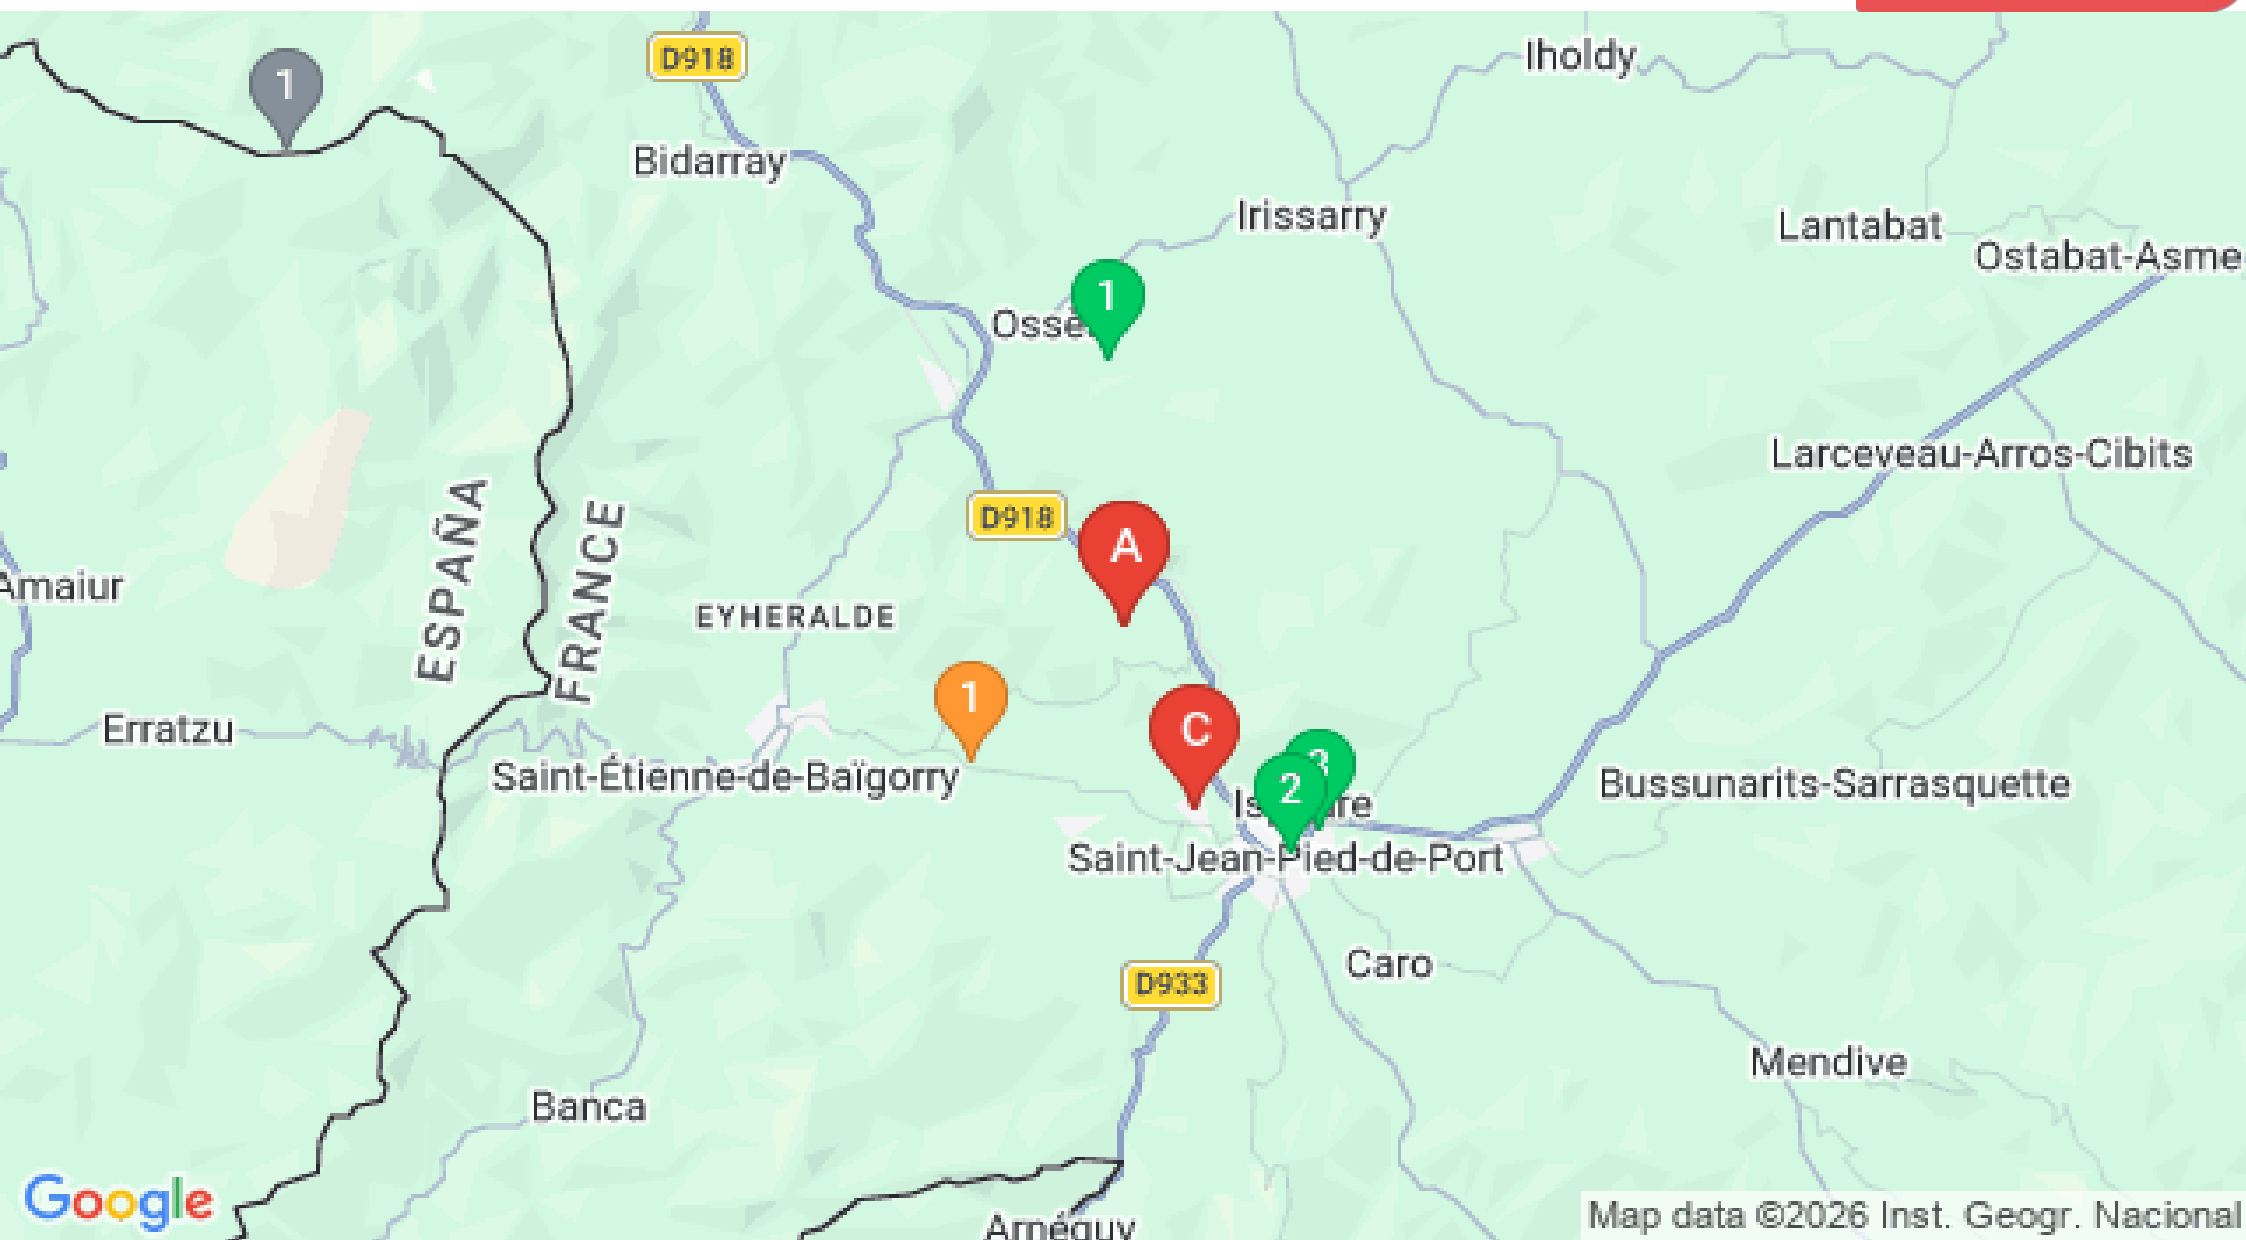 D918
Iholdy
1
Bidarray
Irissarry
Lantabat
Ostabat-Asme
1
Larceveau-Arros-Cibits
ESPAÑA
FRANCE
D918
A
Amaiur
EYHERALDE
1
C
Erratzu
Saint-Étienne-de-Baïgorry
3
2
Bussunarits-Sarrasquette
Saint-Jean-Pied-de-Port
Caro
D933
Mendive
Banca
Google
Arnéguy
Map data ©2026 Inst. Geogr. Nacional